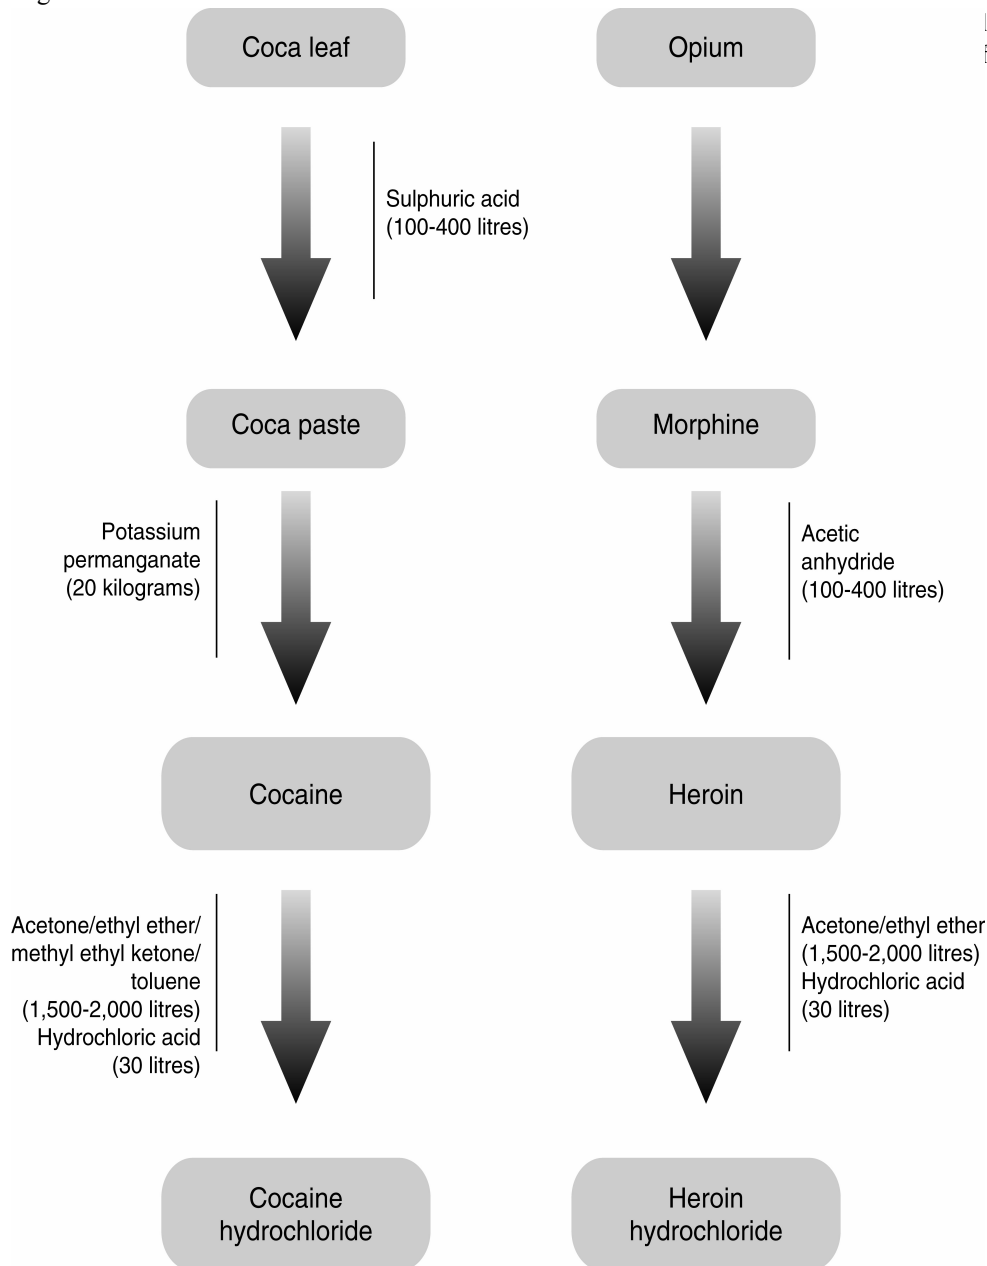 Coca leaf
Opium
Sulphuric acid
(100-400 litres)
Coca paste
Morphine
Potassium
permanganate
(20 kilograms)
Acetic
anhydride
(100-400 litres)
Cocaine
Heroin
Acetone/ethyl ether/
methyl ethyl ketone/
toluene
(1,500-2,000 litres)
Hydrochloric acid
(30 litres)
Acetone/ethyl ether
(1,500-2,000 litres)
Hydrochloric acid
(30 litres)
Cocaine
hydrochloride
Heroin
hydrochloride